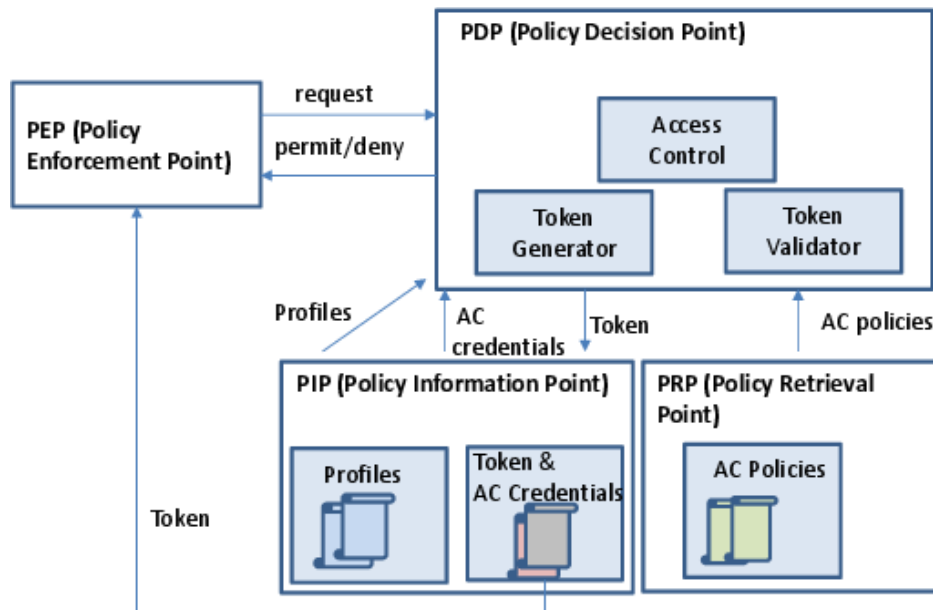 PDP (Policy Decision Point)
request
PEP (Policy
Enforcement Point)
permit/deny
Access
Control
Token
Generator
Token
Validator
Profiles
AC
credentials
Token
AC policies
PIP (Policy Information Point)
PRP (Policy Retrieval
Point)
Profiles
Token &
AC Credentials
AC Policies
Token